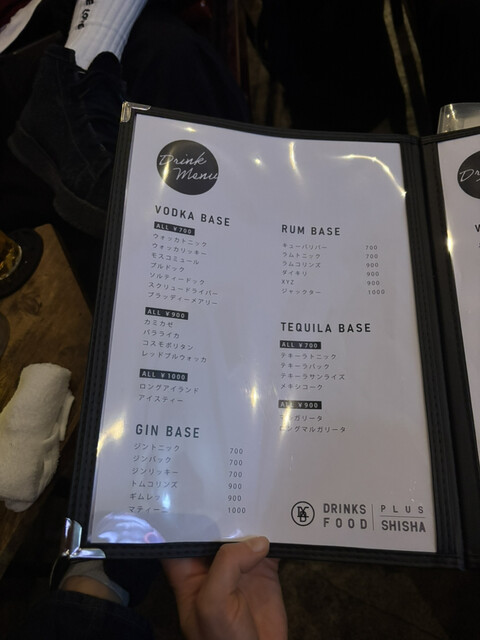 Drink
Menu
VODKA BASE
ALL ¥700
ウォッカトニック
ウォッカリッキー
モスコミュール
ブルドック
ソルティードック
スクリュードライバー
ブラッディーメアリー
ALL ¥900
カミカゼ
バラライカ
コスモポリタン
レッドブルウォッカ
ALL ¥1000
ロングアイランド
アイスティー
GIN BASE
ジントニック 700
ジンバック 700
ジンリッキー 700
トムコリンズ 900
ギムレット 900
マティーニ 1000
RUM BASE
キューバリバー 700
ラムトニック 700
ラムコリンズ 900
ダイキリ 900
XYZ 900
ジャックター 1000
TEQUILA BASE
ALL ¥700
テキーラトニック
テキーラバック
テキーラサンライズ
メキシコーク
ALL ¥900
マルガリータ
ロングマルガリータ
DRINKS
FOOD
PLUS
SHISHA